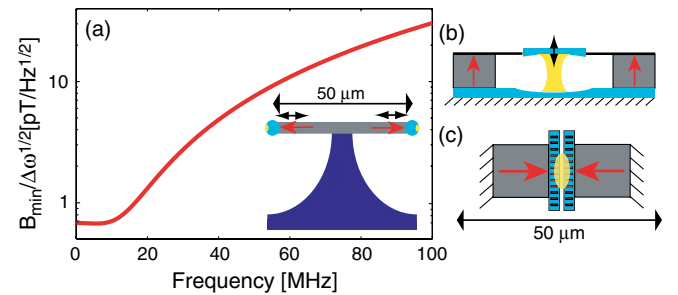 (a)
B_min/Δω^1/2[pT/Hz^1/2]
10
1
0
20
40
60
80
100
Frequency [MHz]
50 μm
(b)
(c)
50 μm